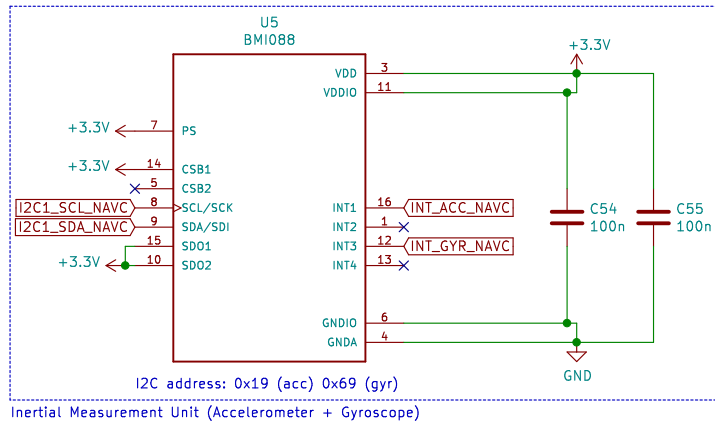 U5
BMI088
+3.3V
VDD 3
VDDIO 11
+3.3V 7 PS
+3.3V 14 CSB1
5 CSB2
I2C1_SCL_NAVC 8 SCL/SCK
I2C1_SDA_NAVC 9 SDA/SDI
15 SDO1
+3.3V 10 SDO2
INT1 16 INT_ACC_NAVC
INT2 1
INT3 12 INT_GYR_NAVC
INT4 13
C54
100n
C55
100n
GNDIO 6
GNDA 4
GND
I2C address: 0x19 (acc) 0x69 (gyr)
Inertial Measurement Unit (Accelerometer + Gyroscope)